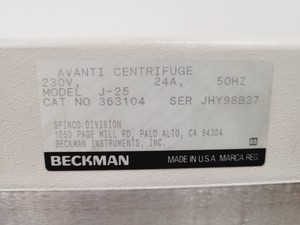 AVANTI CENTRIFUGE
230V, 24A, 50HZ
MODEL J-25
CAT NO 363104 SER JHY98B37
SPINCO DIVISION
1050 PAGE MILL RD, PALO ALTO, CA 94304
BECKMAN INSTRUMENTS, INC.
BECKMAN MADE IN U.S.A. MARCA REG.